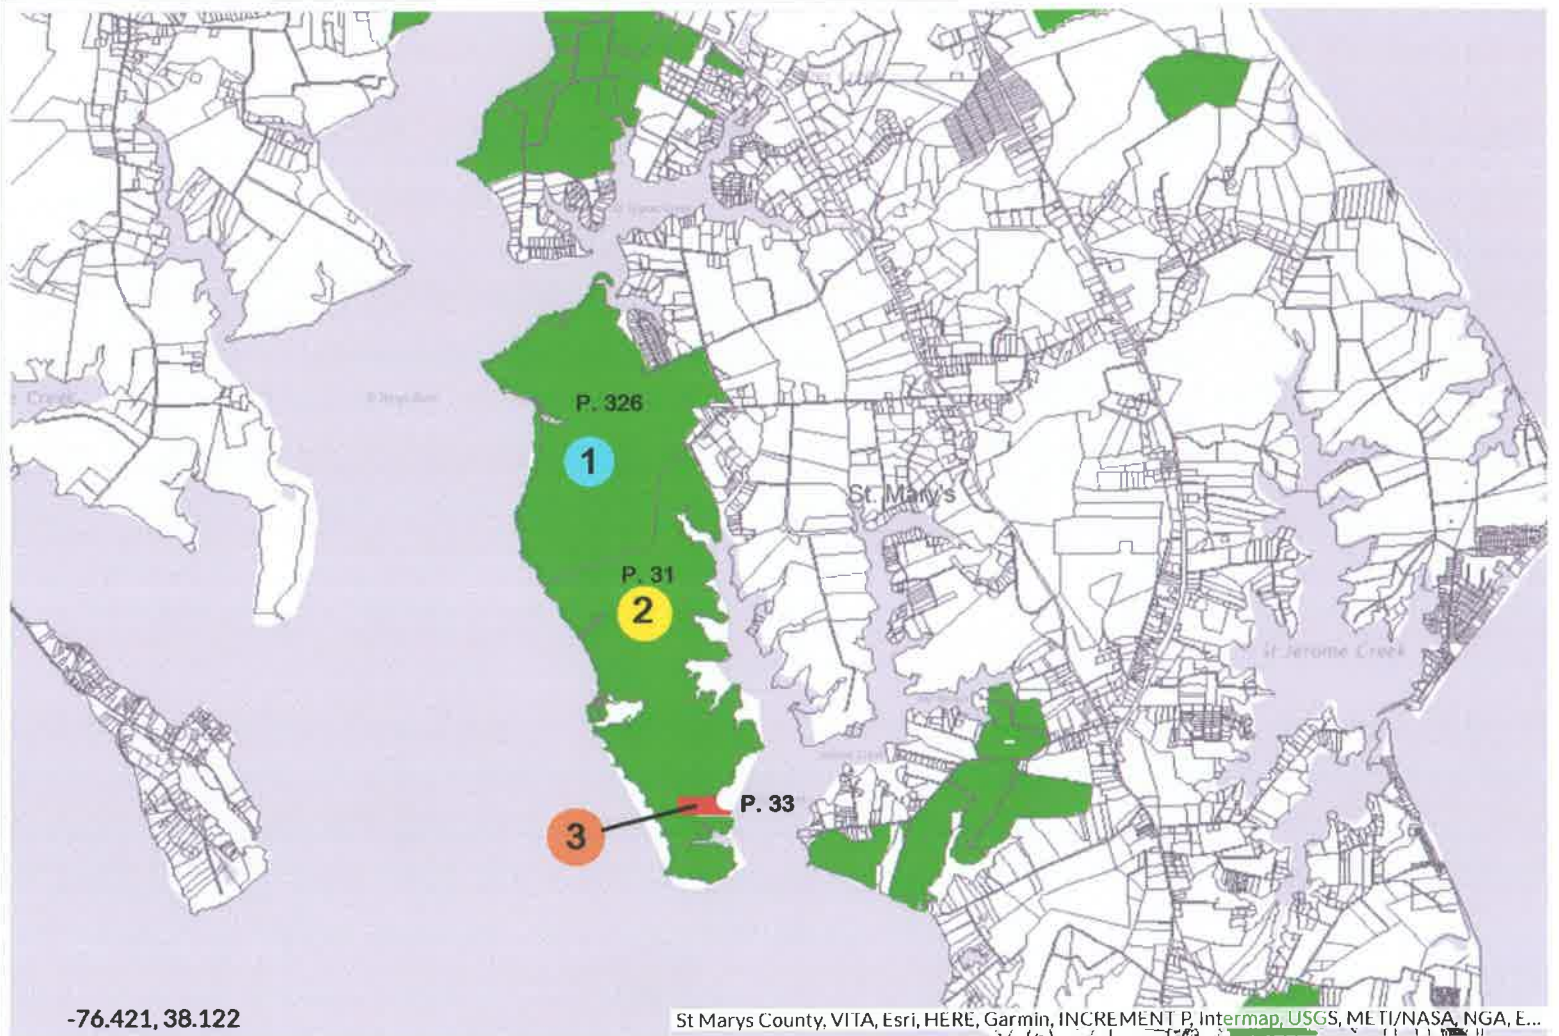 Creek
P. 326
1
St. Mary's
P. 31
2
St Jerome Creek
P. 33
3
-76.421, 38.122
St Marys County, VITA, Esri, HERE, Garmin, INCREMENT P, Intermap, USGS, METI/NASA, NGA, E...